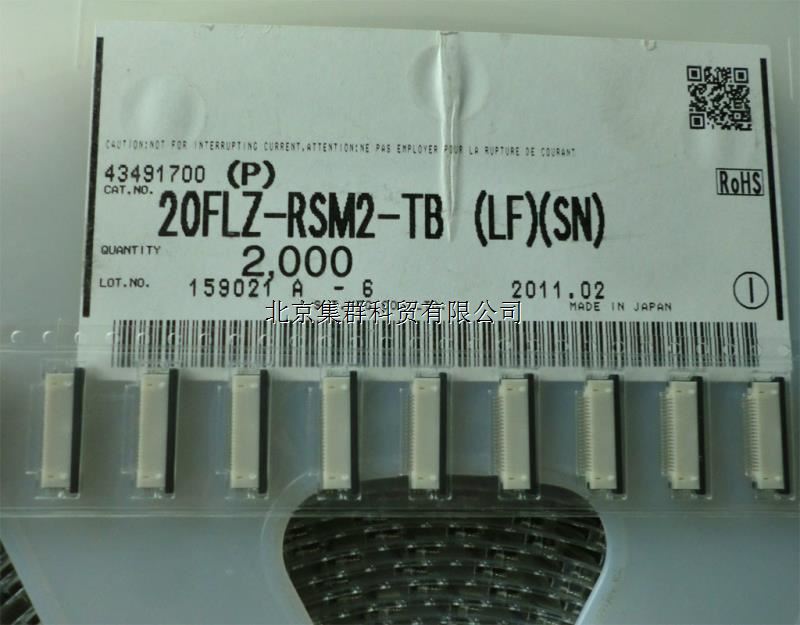 CAUTION:NOT FOR INTERRUPTING CURRENT,ATTENTION:NE PAS EMPLOYER POUR LA RUPTURE DE COURANT
43491700 (P)
CAT.NO. 20FLZ-RSM2-TB (LF)(SN)
RoHS
QUANTITY 2,000
LOT.NO. 159021 A - 6 2011.02
MADE IN JAPAN
北京集群科贸有限公司